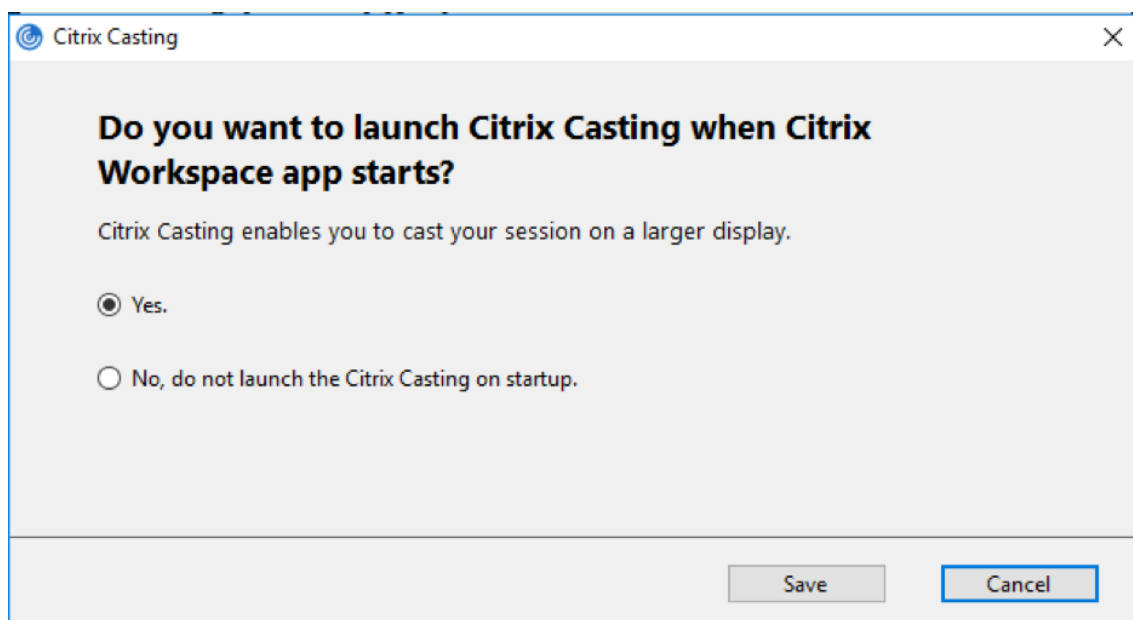 Citrix Casting
Do you want to launch Citrix Casting when Citrix
Workspace app starts?
Citrix Casting enables you to cast your session on a larger display.
Yes.
No, do not launch the Citrix Casting on startup.
Save
Cancel